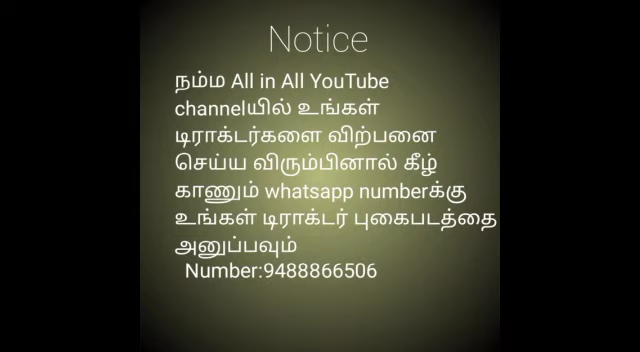 Notice
நம்ம All in All YouTube
channelயில் உங்கள்
டிராக்டர்களை விற்பனை
செய்ய விரும்பினால் கீழ்
காணும் whatsapp numberக்கு
உங்கள் டிராக்டர் புகைபடத்தை
அனுப்பவும்
Number:9488866506